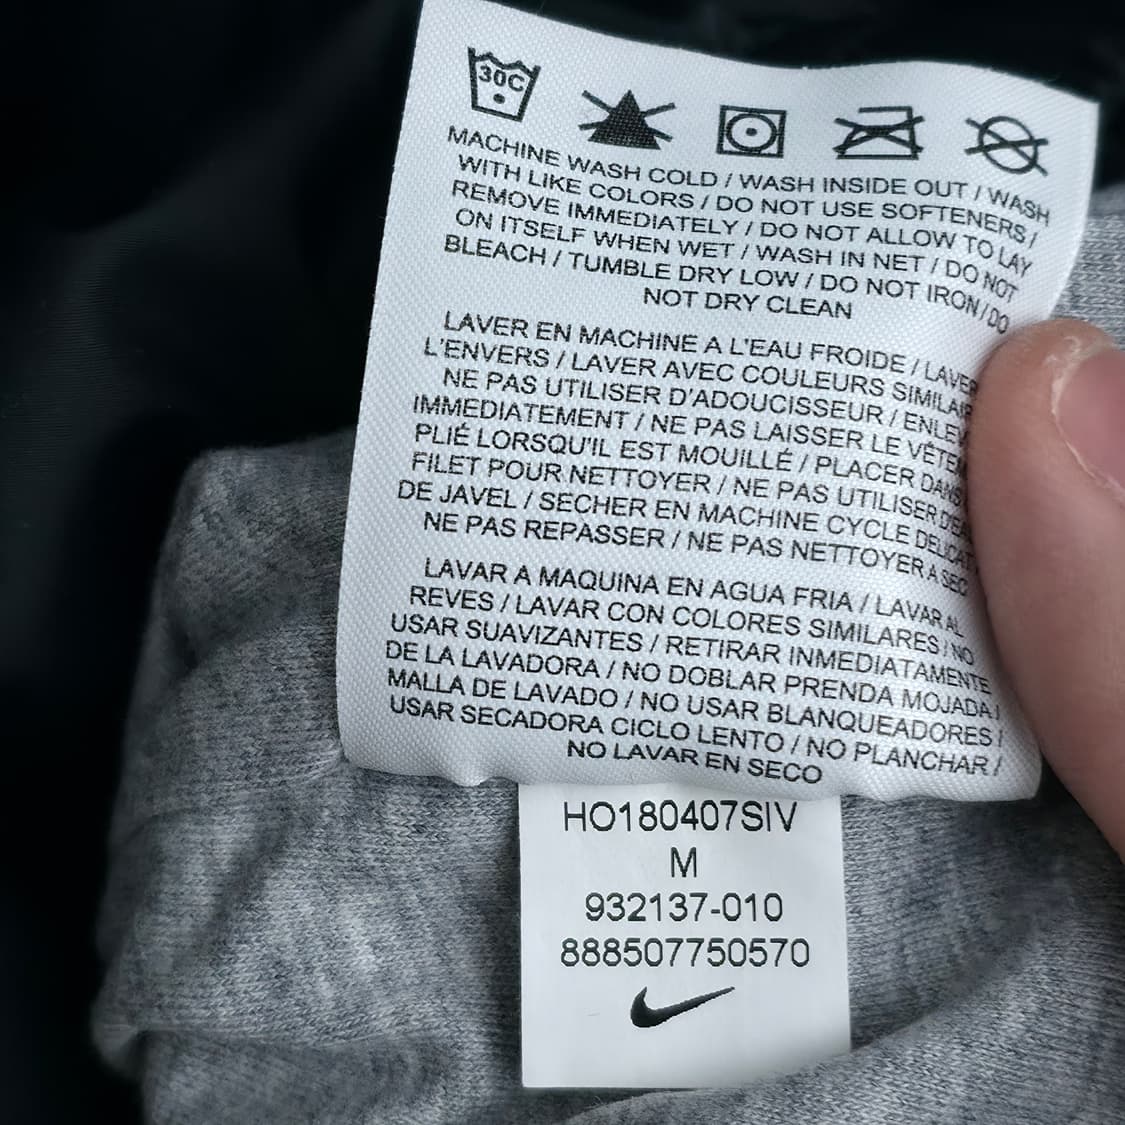 30C
MACHINE WASH COLD / WASH INSIDE OUT / WASH
WITH LIKE COLORS / DO NOT USE SOFTENERS /
REMOVE IMMEDIATELY / DO NOT ALLOW TO LAY
ON ITSELF WHEN WET / WASH IN NET / DO NOT
BLEACH / TUMBLE DRY LOW / DO NOT IRON / DO
NOT DRY CLEAN
LAVER EN MACHINE A L'EAU FROIDE / LAVER
L'ENVERS / LAVER AVEC COULEURS
NE PAS UTILISER D'ADOUCISSEUR /
IMMEDIATEMENT / NE PAS LAISSER LE
PLIÉ LORSQU'IL EST MOUILLÉ / PLACER DANS
FILET POUR NETTOYER / NE PAS UTILISER
DE JAVEL / SECHER EN MACHINE CYCLE
NE PAS REPASSER / NE PAS NETTOYER A SEC
LAVAR A MAQUINA EN AGUA FRIA / LAVAR AL
REVES / LAVAR CON COLORES SIMILARES / NO
USAR SUAVIZANTES / RETIRAR INMEDIATAMENTE
DE LA LAVADORA / NO DOBLAR PRENDA MOJADA /
MALLA DE LAVADO / NO USAR BLANQUEADORES /
USAR SECADORA CICLO LENTO / NO PLANCHAR /
NO LAVAR EN SECO
HO180407SIV
M
932137-010
888507750570